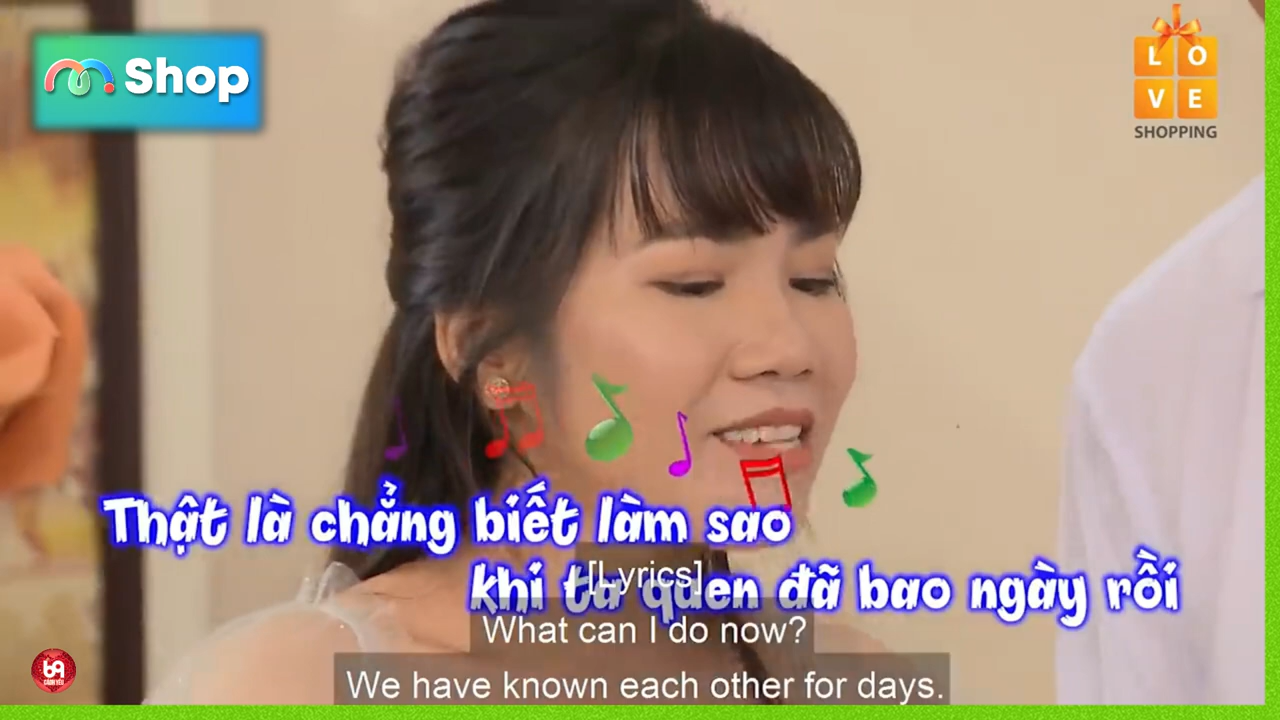 Shop
L O
V E
SHOPPING
Thật là chẳng biết làm sao
khi ta quen đã bao ngày rồi
[Lyrics]
What can I do now?
We have known each other for days.